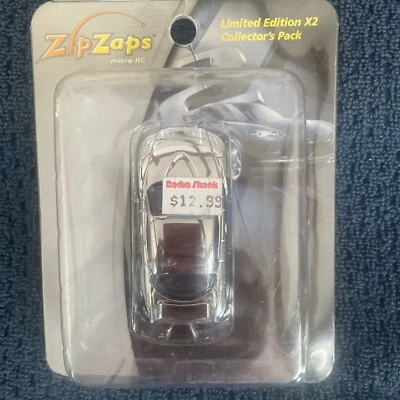 ZipZaps
micro RC
Limited Edition X2
Collector's Pack
Radio Shack
$12.99